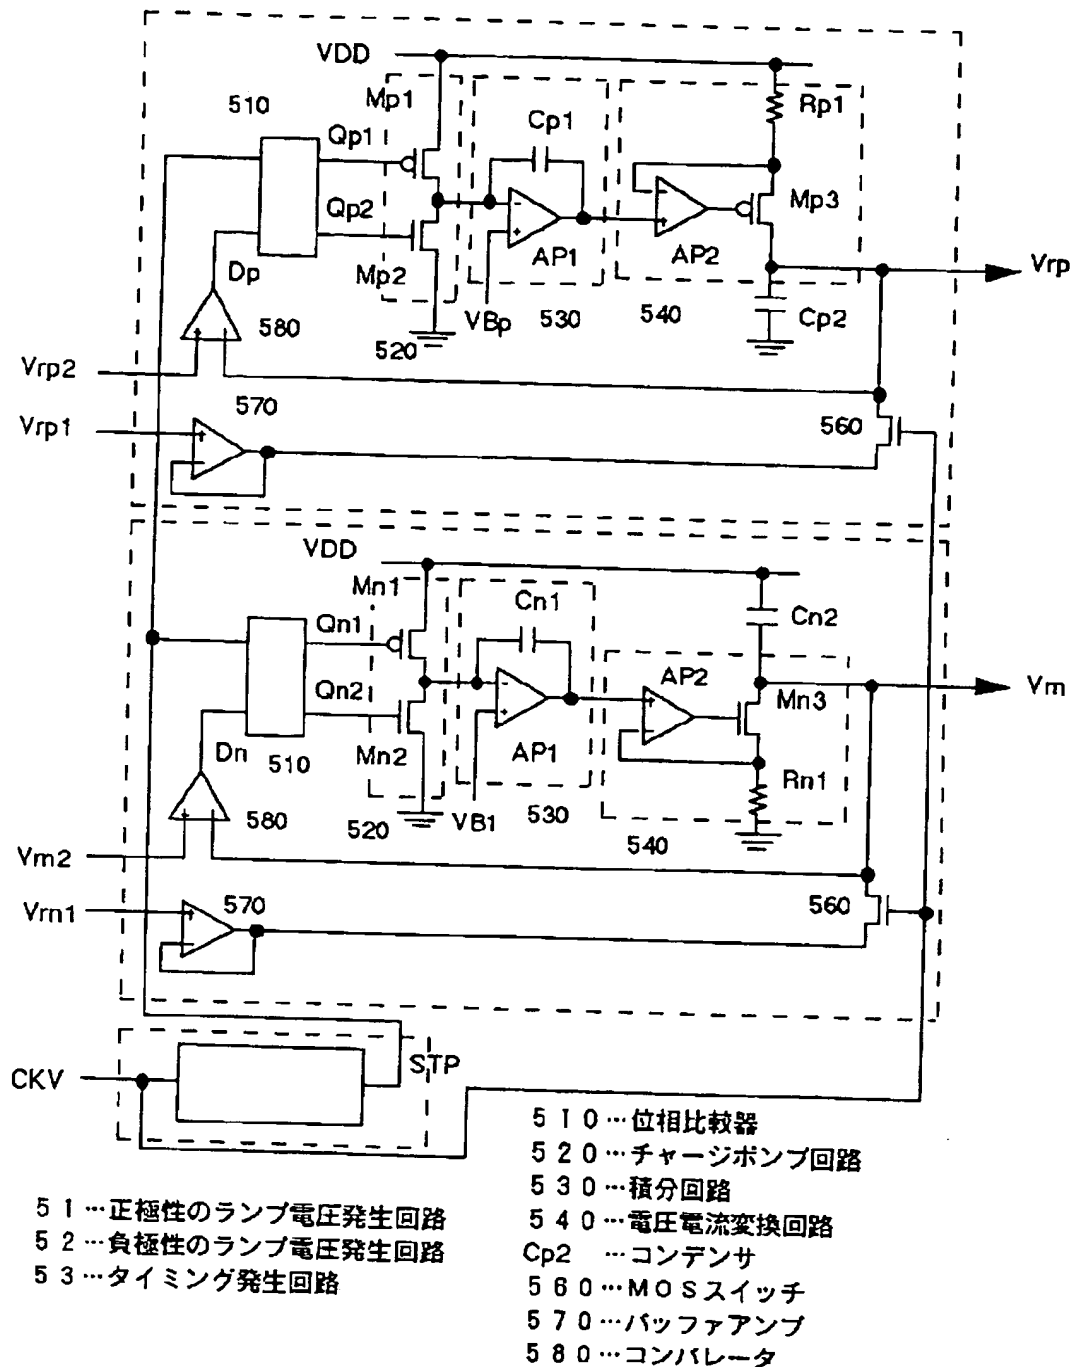 VDD
Mp1
Rp1
510
Cp1
Qp1
Mp3
Qp2
AP1
AP2
Dp
Mp2
Vrp
580
VBp
530
540
Cp2
520
Vrp2
570
560
Vrp1
VDD
Mn1
Cn1
Cn2
Qn1
AP2
Qn2
Mn3
Vrn
Dn
510
Mn2
AP1
Rn1
580
520
VB1
530
540
Vrn2
Vrn1
570
560
CKV
STP
510…位相比較器
520…チャージポンプ回路
530…積分回路
540…電圧電流変換回路
Cp2 …コンデンサ
560…MOSスイッチ
570…バッファアンプ
580…コンパレータ
51…正極性のランプ電圧発生回路
52…負極性のランプ電圧発生回路
53…タイミング発生回路